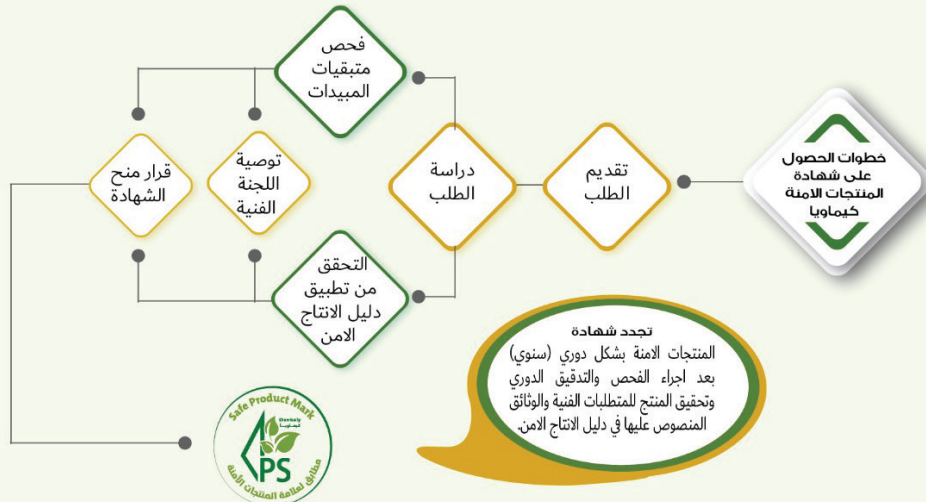 خطوات الحصول
على شهادة
المنتجات الامنة
كيماويا
تقديم
الطلب
دراسة
الطلب
فحص
متبقيات
المبيدات
التحقق
من تطبيق
دليل الانتاج
الامن
توصية
اللجنة
الفنية
قرار منح
الشهادة
تجدد شهادة
المنتجات الامنة بشكل دوري (سنوي)
بعد اجراء الفحص والتدقيق الدوري
وتحقيق المنتج للمتطلبات الفنية والوثائق
المنصوص عليها في دليل الانتاج الامن.
Safe Product Mark
كيماويا
PS
مطابق لعلامة المنتجات الآمنة